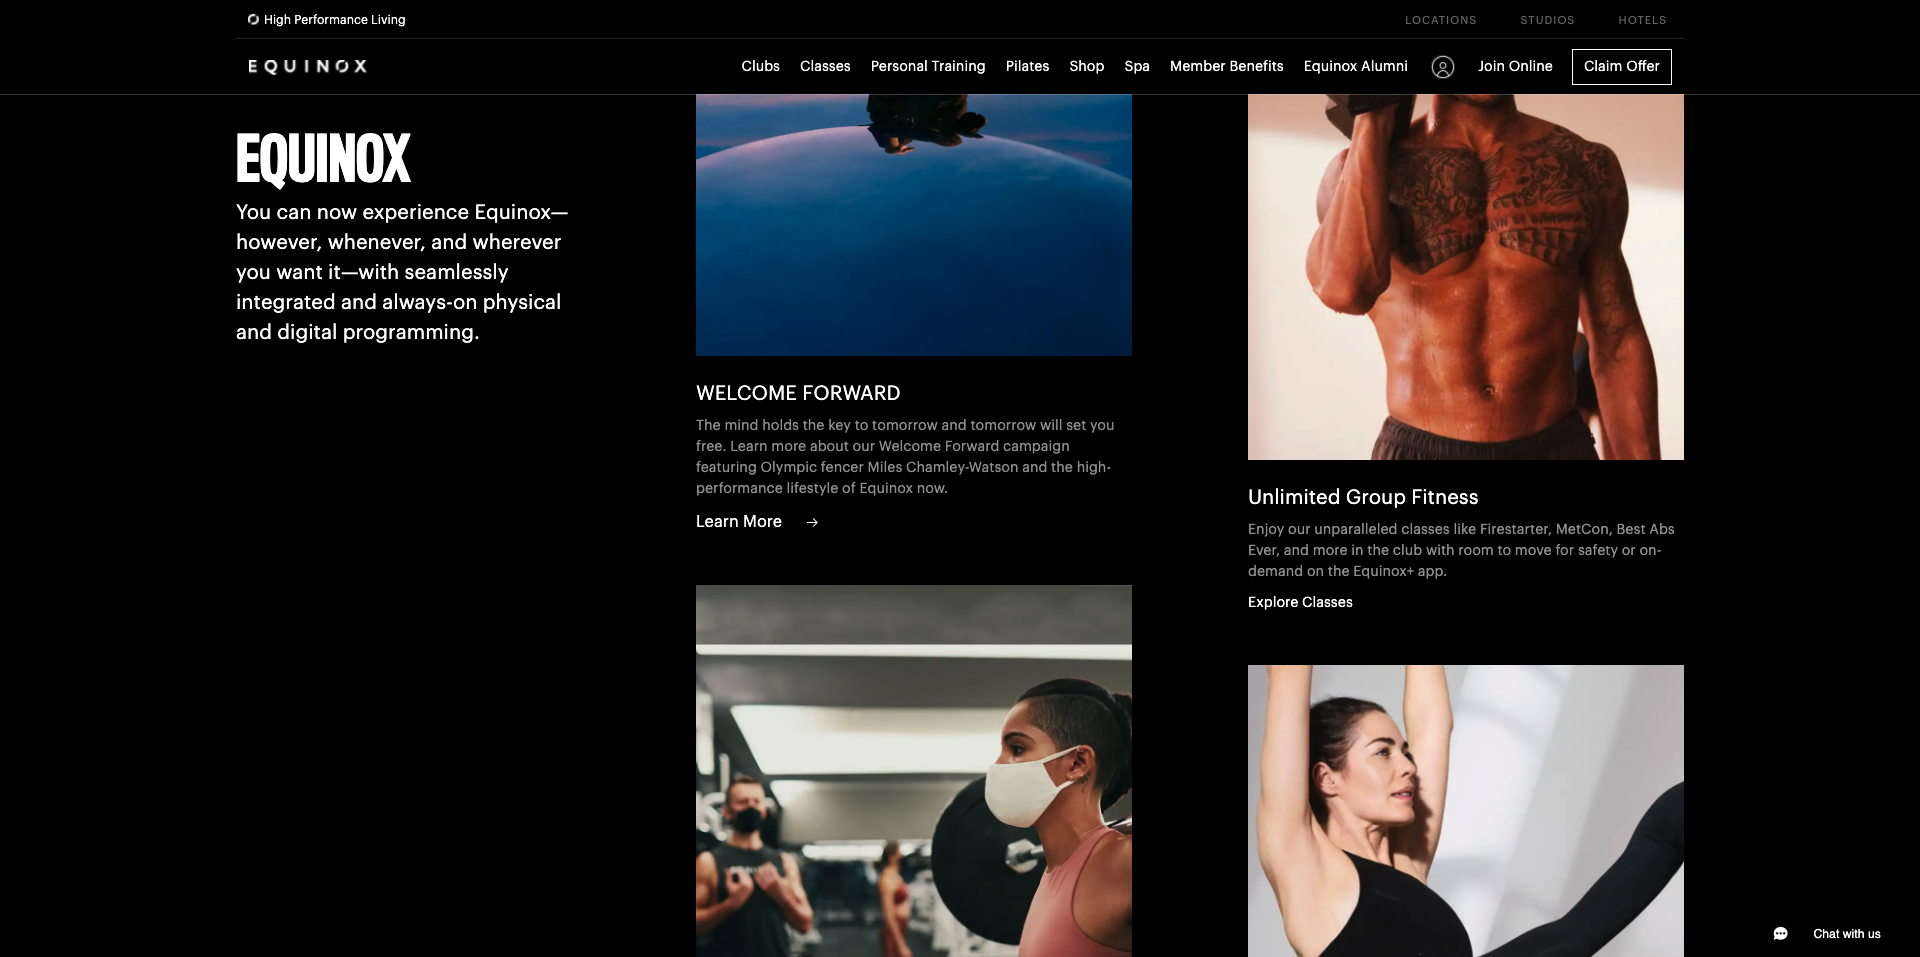 High Performance Living
LOCATIONS STUDIOS HOTELS
EQUINOX
Clubs Classes Personal Training Pilates Shop Spa Member Benefits Equinox Alumni Join Online Claim Offer
EQUINOX
You can now experience Equinox—
however, whenever, and wherever
you want it—with seamlessly
integrated and always-on physical
and digital programming.
WELCOME FORWARD
The mind holds the key to tomorrow and tomorrow will set you
free. Learn more about our Welcome Forward campaign
featuring Olympic fencer Miles Chamley-Watson and the high-
performance lifestyle of Equinox now.
Learn More →
Unlimited Group Fitness
Enjoy our unparalleled classes like Firestarter, MetCon, Best Abs
Ever, and more in the club with room to move for safety or on-
demand on the Equinox+ app.
Explore Classes
Chat with us